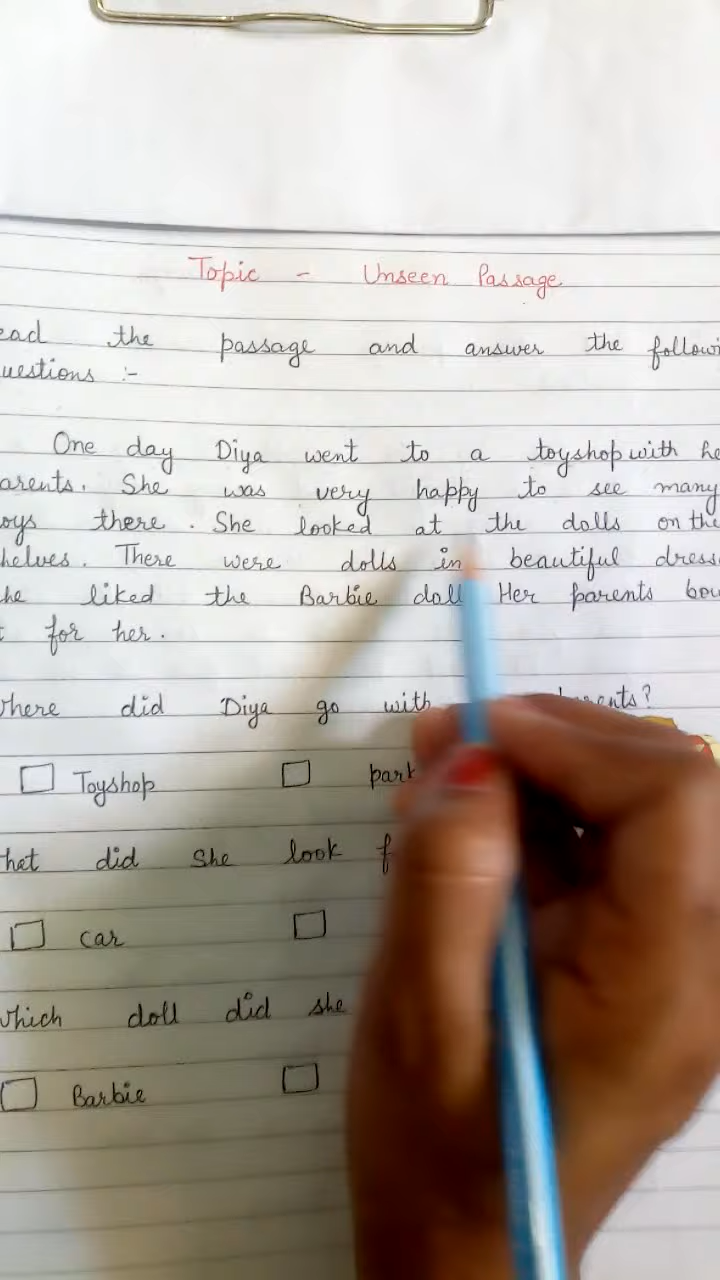 Topic - Unseen Passage
ead the passage and answer the followi
uestions :-
One day Diya went to a toyshop with he
arents. She was very happy to see many
oys there. She looked at the dolls on the
helves. There were dolls in beautiful dress
he liked the Barbie doll Her parents bou
t for her.
here did Diya go with
Toyshop park
hat did she look f
car
which doll did she
Barbie